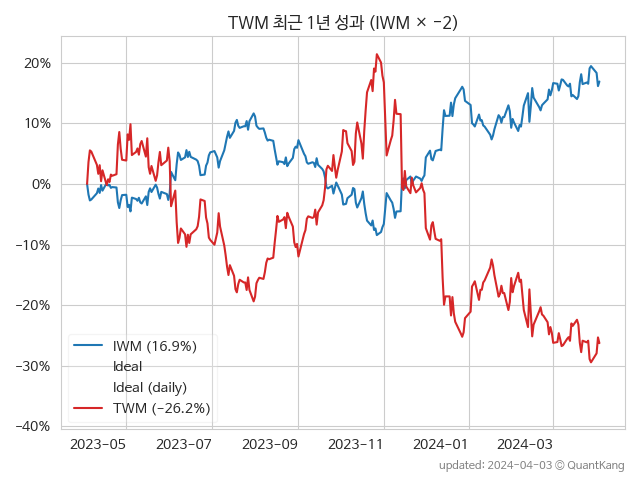 TWM 최근 1년 성과 (IWM × −2)
20%
10%
0%
−10%
−20%
−30%
−40%
IWM (16.9%)
Ideal
Ideal (daily)
TWM (−26.2%)
2023-05
2023-07
2023-09
2023-11
2024-01
2024-03
updated: 2024-04-03 © QuantKang